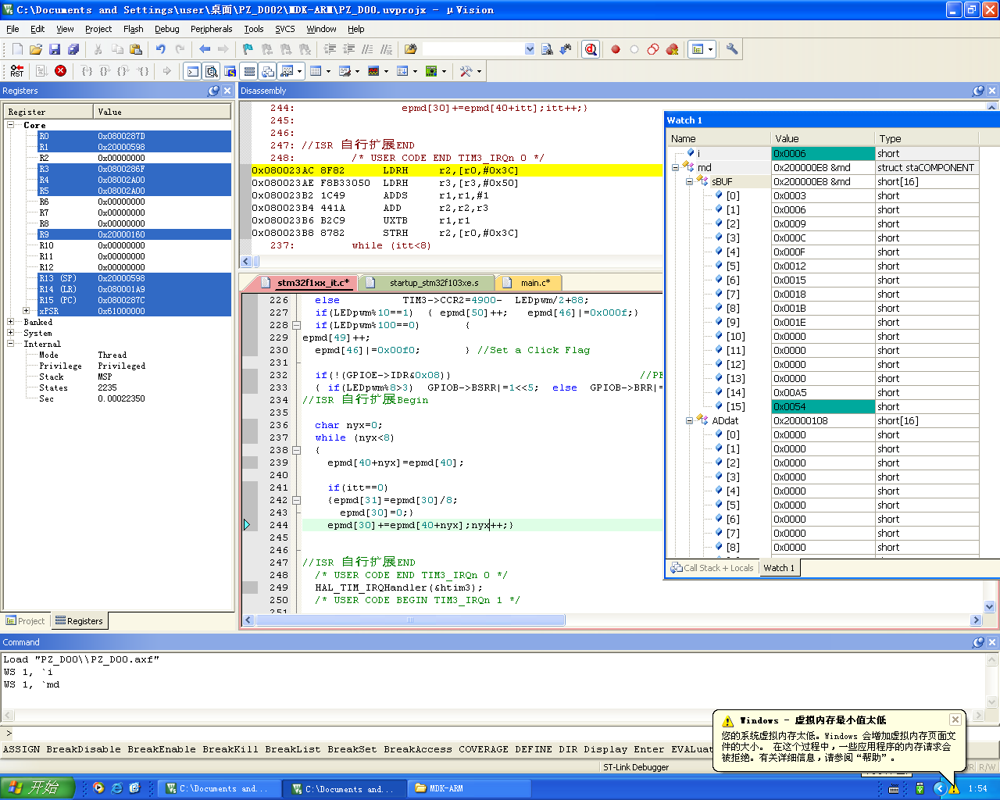 C:\Documents and Settings\user\桌面\PZ_D002\MDK-ARM\PZ_D00.uvprojx - µVision
File Edit View Project Flash Debug Peripherals Tools SVCS Window Help
Registers
Register Value
Core
R0 0x0800287D
R1 0x20000598
R2 0x00000000
R3 0x0800286F
R4 0x08002A00
R5 0x08002A00
R6 0x00000000
R7 0x00000000
R8 0x00000000
R9 0x20000160
R10 0x00000000
R11 0x00000000
R12 0x00000000
R13 (SP) 0x20000598
R14 (LR) 0x080001A9
R15 (PC) 0x0800287C
xPSR 0x61000000
Banked
System
Internal
Mode Thread
Privilege Privileged
Stack MSP
States 2235
Sec 0.00022350
Project Registers
Disassembly
244: epmd[30]+=epmd[40+itt];itt++;}
245:
246:
247: //ISR 自行扩展END
248: /* USER CODE END TIM3_IRQn 0 */
0x080023AC 8F82 LDRH r2,[r0,#0x3C]
0x080023AE F8B33050 LDRH r3,[r3,#0x50]
0x080023B2 1C49 ADDS r1,r1,#1
0x080023B4 441A ADD r2,r2,r3
0x080023B6 B2C9 UXTB r1,r1
0x080023B8 8782 STRH r2,[r0,#0x3C]
237: while (itt<8)
stm32f1xx_it.c* startup_stm32f103xe.s main.c*
226 else TIM3->CCR2=4900- LEDpwm/2+88;
227 if(LEDpwm%10==1) { epmd[50]++; epmd[46]|=0x000f;}
228 if(LEDpwm%100==0) {
229 epmd[49]++;
230 epmd[46]|=0x00f0; } //Set a Click Flag
231
232 if(!(GPIOE->IDR&0x08)) //PE
233 { if(LEDpwm%8>3) GPIOB->BSRR|=1<<5; else GPIOB->BRR|=
234 //ISR 自行扩展Begin
235
236 char nyx=0;
237 while (nyx<8)
238 {
239 epmd[40+nyx]=epmd[40];
240
241 if(itt==0)
242 {epmd[31]=epmd[30]/8;
243 epmd[30]=0;}
244 epmd[30]+=epmd[40+nyx];nyx++;}
245
246
247 //ISR 自行扩展END
248 /* USER CODE END TIM3_IRQn 0 */
249 HAL_TIM_IRQHandler(&htim3);
250 /* USER CODE BEGIN TIM3_IRQn 1 */
251
Watch 1
Name Value Type
i 0x0006 short
md 0x200000E8 &md struct staCOMPONENT
sBUF 0x200000E8 &md short[16]
[0] 0x0003 short
[1] 0x0006 short
[2] 0x0009 short
[3] 0x000C short
[4] 0x000F short
[5] 0x0012 short
[6] 0x0015 short
[7] 0x0018 short
[8] 0x001B short
[9] 0x001E short
[10] 0x0000 short
[11] 0x0000 short
[12] 0x0000 short
[13] 0x0000 short
[14] 0x00A5 short
[15] 0x0054 short
ADdat 0x20000108 short[16]
[0] 0x0000 short
[1] 0x0000 short
[2] 0x0000 short
[3] 0x0000 short
[4] 0x0000 short
[5] 0x0000 short
[6] 0x0000 short
[7] 0x0000 short
[8] 0x0000 short
Call Stack + Locals Watch 1
Command
Load "PZ_D00\\PZ_D00.axf"
WS 1, `i
WS 1, `md
>
ASSIGN BreakDisable BreakEnable BreakKill BreakList BreakSet BreakAccess COVERAGE DEFINE DIR Display Enter EVALuat
Windows - 虚拟内存最小值太低
您的系统虚拟内存太低。Windows 会增加虚拟内存页面文
件的大小。 在这个过程中，一些应用程序的内存请求会
被拒绝。有关详细信息，请参阅“帮助”。
ST-Link Debugger
R/W
开始 C:\Documents and... C:\Documents and... MDK-ARM 1:54